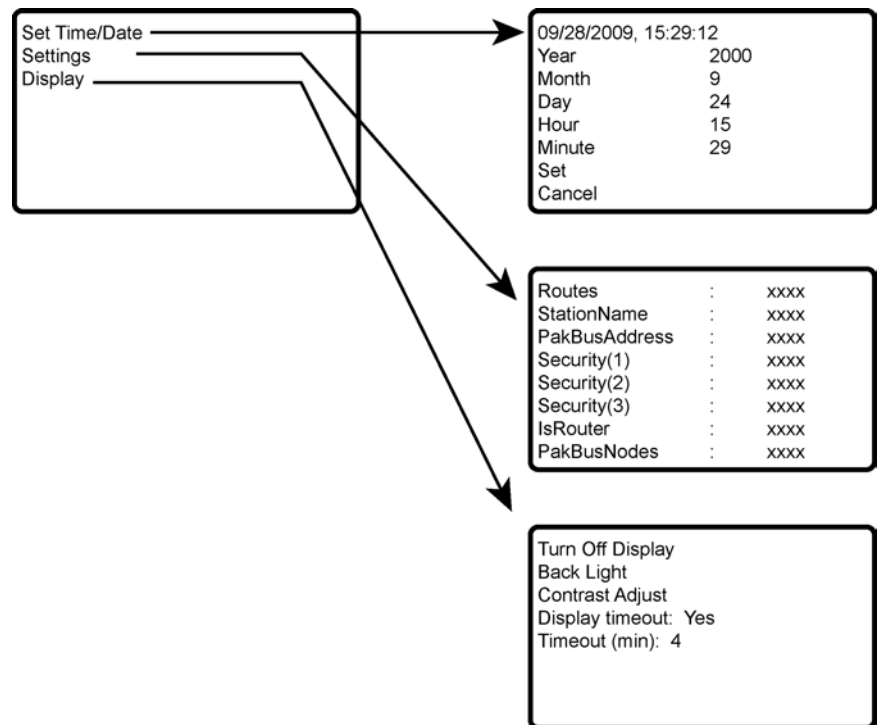 Set Time/Date
Settings
Display
09/28/2009, 15:29:12
Year 2000
Month 9
Day 24
Hour 15
Minute 29
Set
Cancel
Routes : xxxx
StationName : xxxx
PakBusAddress : xxxx
Security(1) : xxxx
Security(2) : xxxx
Security(3) : xxxx
IsRouter : xxxx
PakBusNodes : xxxx
Turn Off Display
Back Light
Contrast Adjust
Display timeout: Yes
Timeout (min): 4